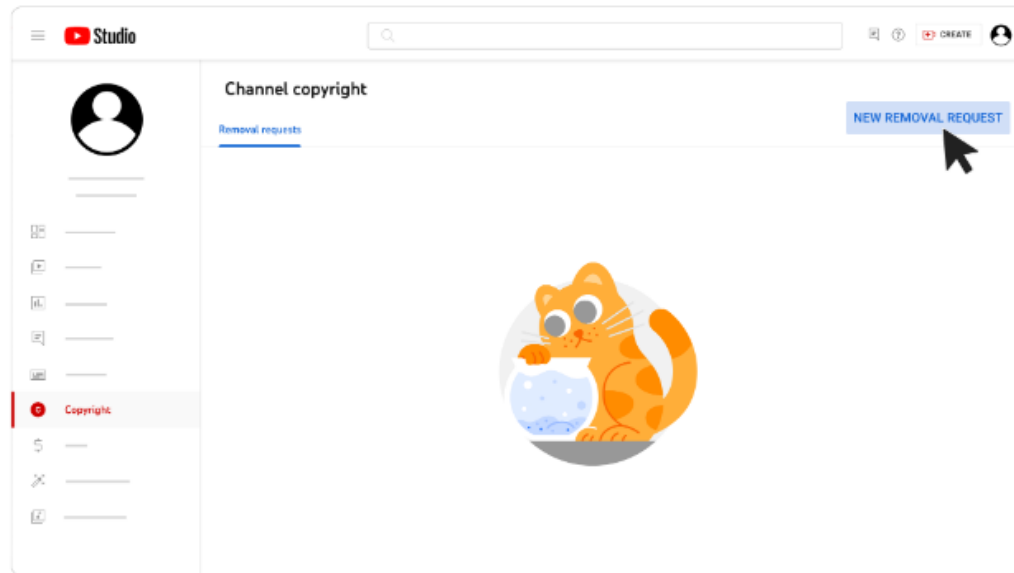 Studio
CREATE
Channel copyright
Removal requests
NEW REMOVAL REQUEST
Copyright